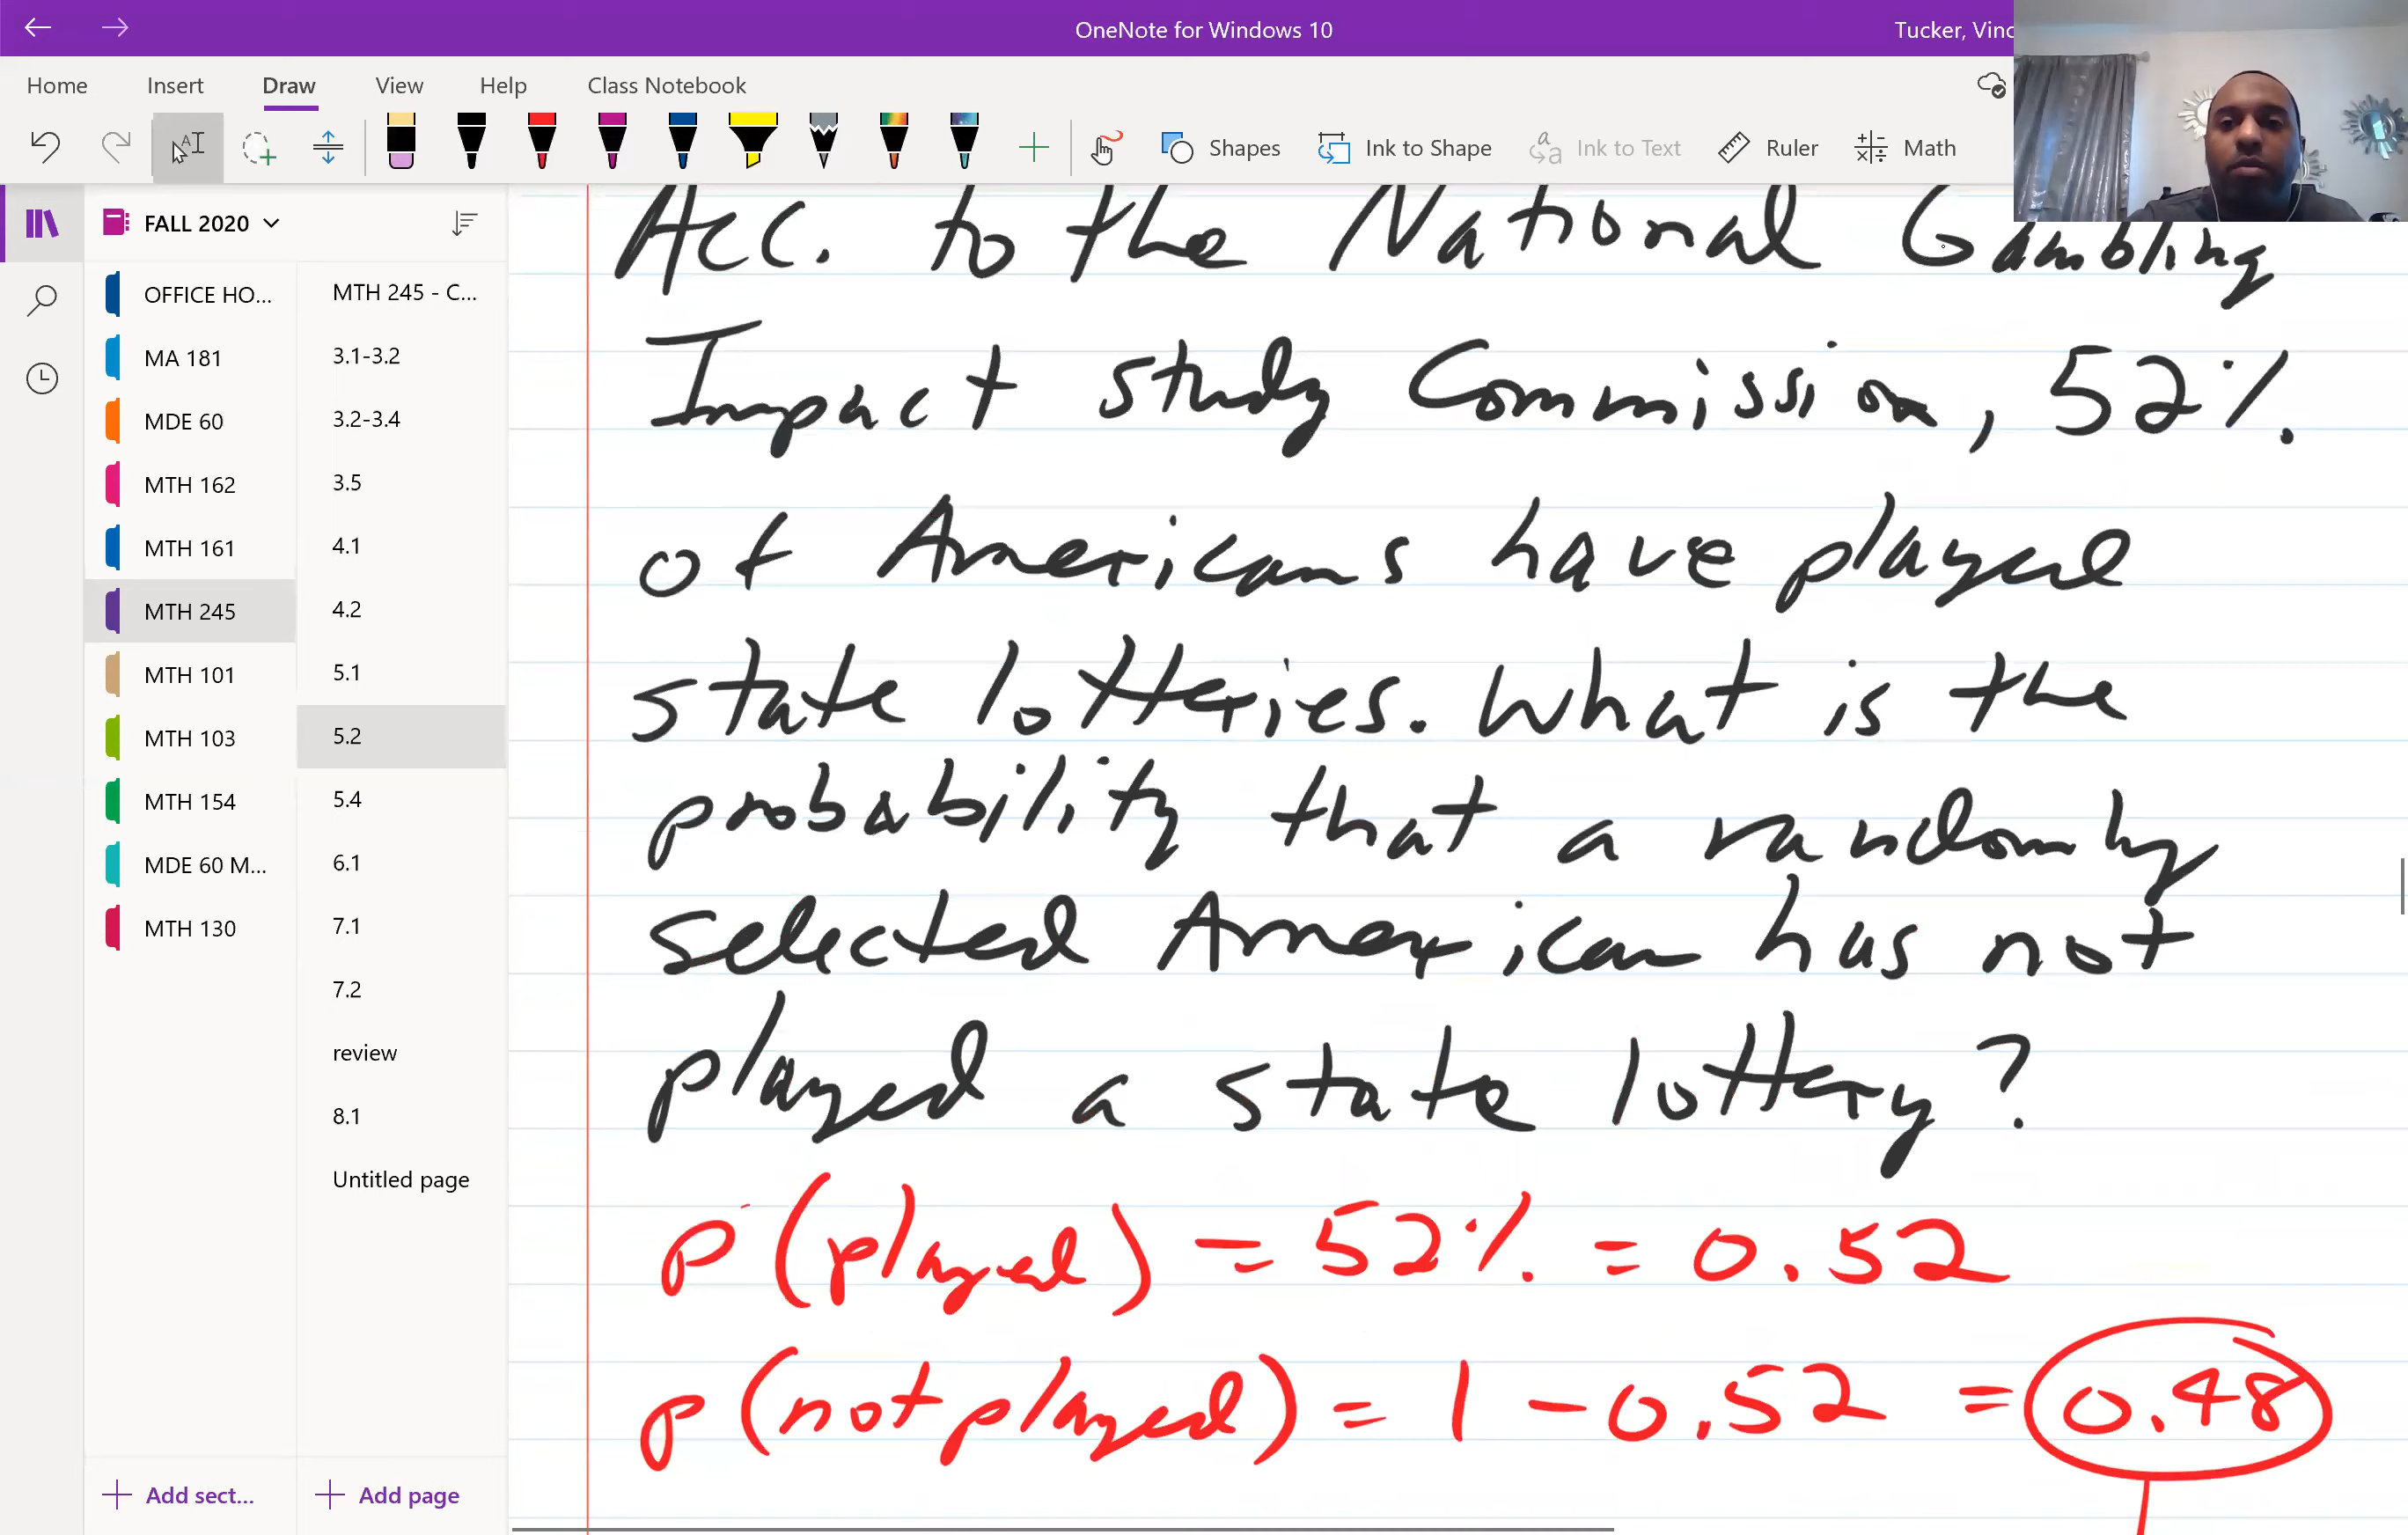 OneNote for Windows 10
Tucker, Vinc
Home Insert Draw View Help Class Notebook
Shapes Ink to Shape Ink to Text Ruler Math
FALL 2020
OFFICE HO...
MA 181
MDE 60
MTH 162
MTH 161
MTH 245
MTH 101
MTH 103
MTH 154
MDE 60 M...
MTH 130
Add sect...
MTH 245 - C...
3.1-3.2
3.2-3.4
3.5
4.1
4.2
5.1
5.2
5.4
6.1
7.1
7.2
review
8.1
Untitled page
Add page
Acc. to the National Gambling
Impact study Commission, 52%
of Americans have played
state lotteries. What is the
probability that a randomly
selected American has not
played a state lottery?
P(played) = 52% = 0.52
P(not played) = 1 - 0.52 = 0.48